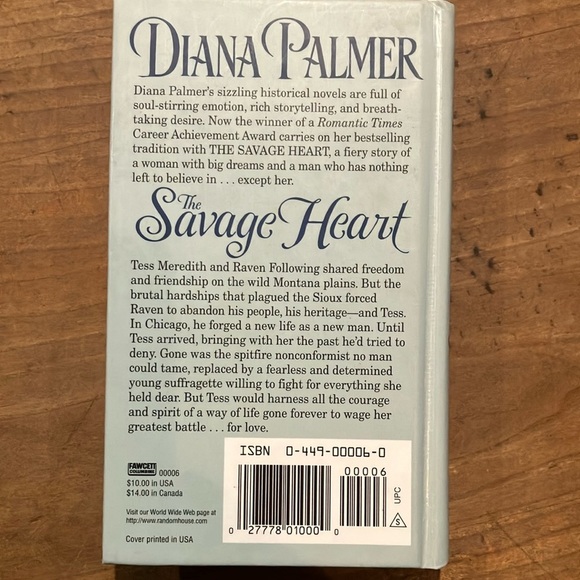 DIANA PALMER
Diana Palmer's sizzling historical novels are full of
soul-stirring emotion, rich storytelling, and breath-
taking desire. Now the winner of a Romantic Times
Career Achievement Award carries on her bestselling
tradition with THE SAVAGE HEART, a fiery story of
a woman with big dreams and a man who has nothing
left to believe in . . . except her.
The
Savage Heart
Tess Meredith and Raven Following shared freedom
and friendship on the wild Montana plains. But the
brutal hardships that plagued the Sioux forced
Raven to abandon his people, his heritage—and Tess.
In Chicago, he forged a new life as a new man. Until
Tess arrived, bringing with her the past he'd tried to
deny. Gone was the spitfire nonconformist no man
could tame, replaced by a fearless and determined
young suffragette willing to fight for everything she
held dear. But Tess would harness all the courage
and spirit of a way of life gone forever to wage her
greatest battle . . . for love.
ISBN 0-449-00006-0
00006
FAWCETT
COLUMBINE 00006
$10.00 in USA
$14.00 in Canada
Visit our World Wide Web page at
http://www.randomhouse.com
Cover printed in USA
0 27778 01000 0
UPC
S